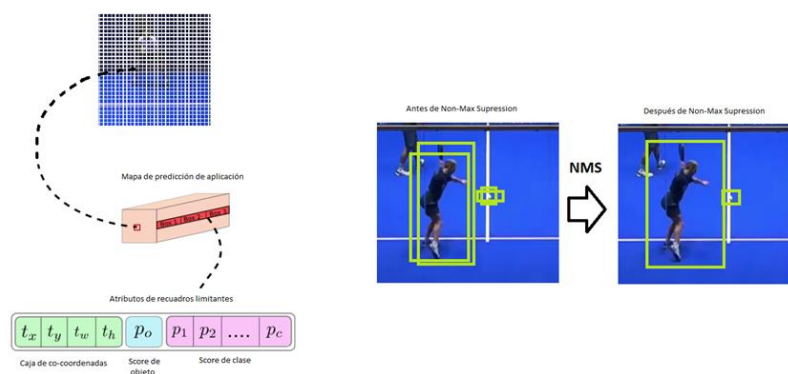 Mapa de predicción de aplicación
Box 1 Box 2 Box 3
Atributos de recuadros limitantes
t_x t_y t_w t_h p_o p_1 p_2 .... p_c
Caja de co-coordenadas
Score de objeto
Score de clase
Antes de Non-Max Supression
NMS
Después de Non-Max Supression